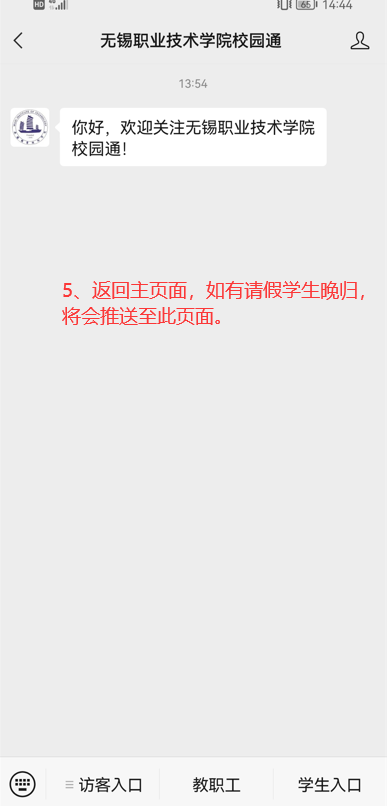 HD 65 14:44
无锡职业技术学院校园通
13:54
你好，欢迎关注无锡职业技术学院
校园通！
5、返回主页面，如有请假学生晚归，
将会推送至此页面。
访客入口 教职工 学生入口